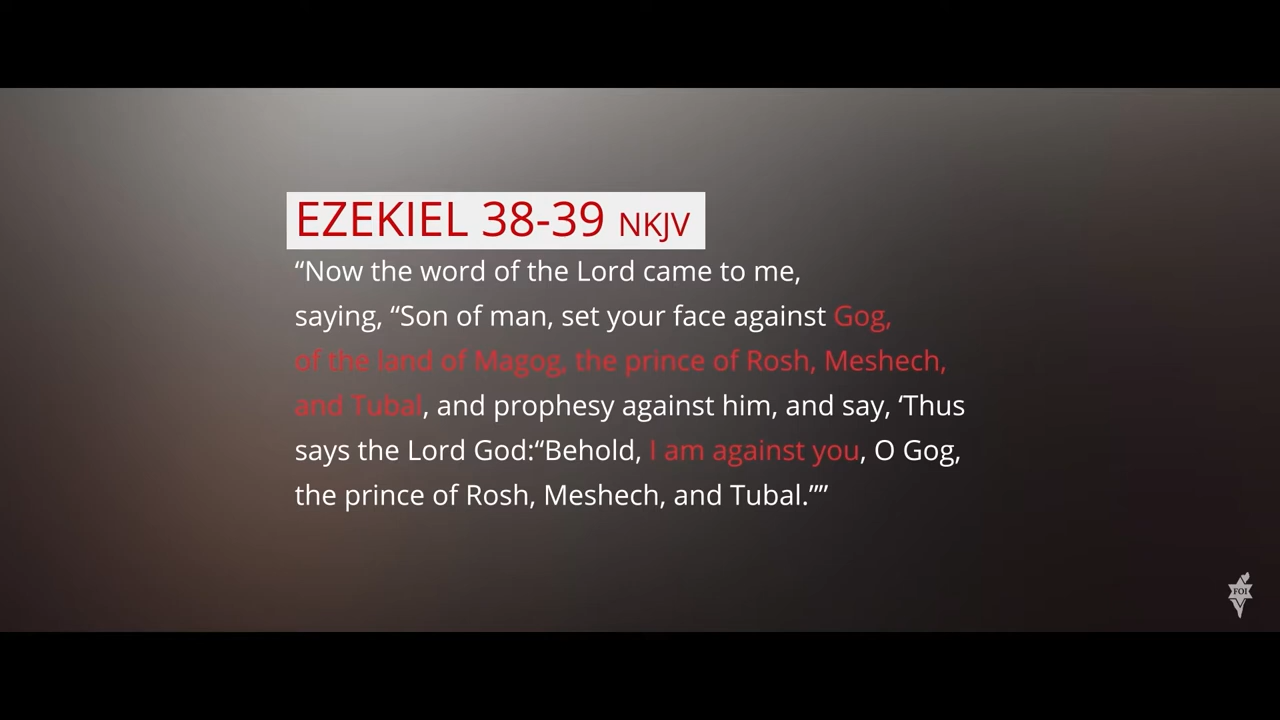 EZEKIEL 38-39 NKJV
“Now the word of the Lord came to me,
saying, “Son of man, set your face against Gog,
of the land of Magog, the prince of Rosh, Meshech,
and Tubal, and prophesy against him, and say, ‘Thus
says the Lord God:“Behold, I am against you, O Gog,
the prince of Rosh, Meshech, and Tubal.””
FOI